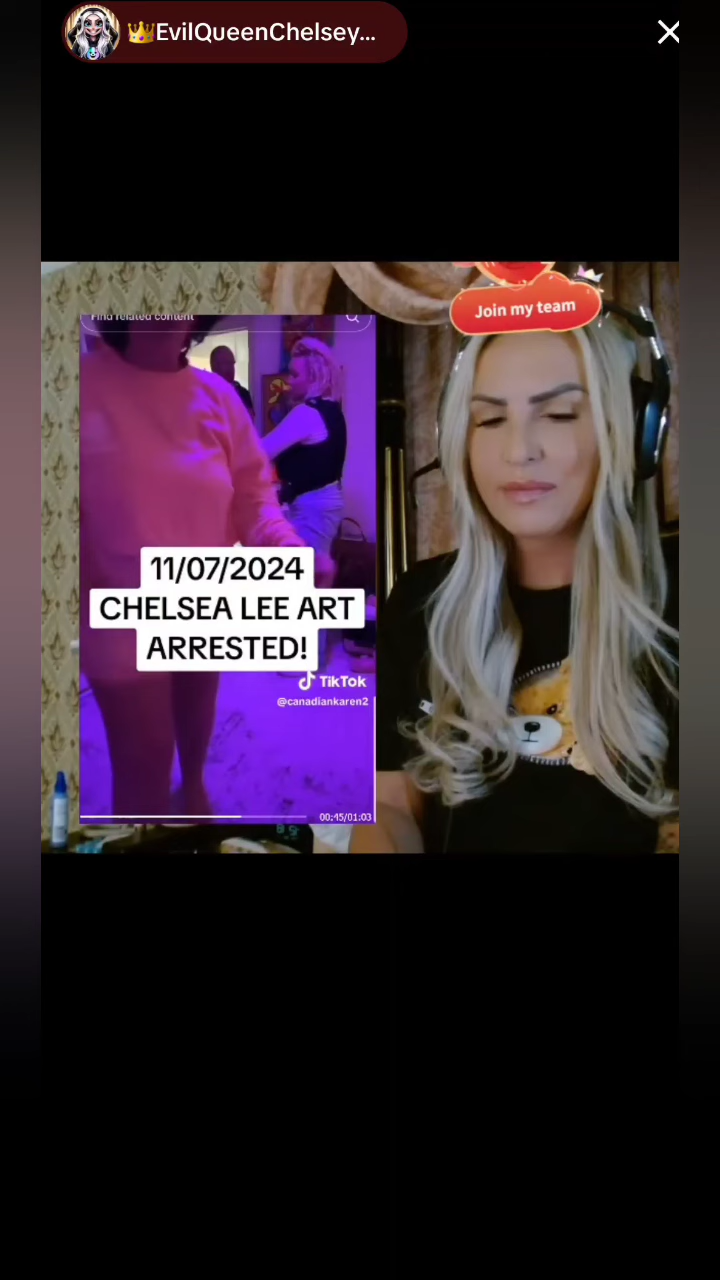 👑EvilQueenChelsey...
Join my team
Find related content
11/07/2024
CHELSEA LEE ART
ARRESTED!
TikTok
@canadiankaren2
00:45/01:03